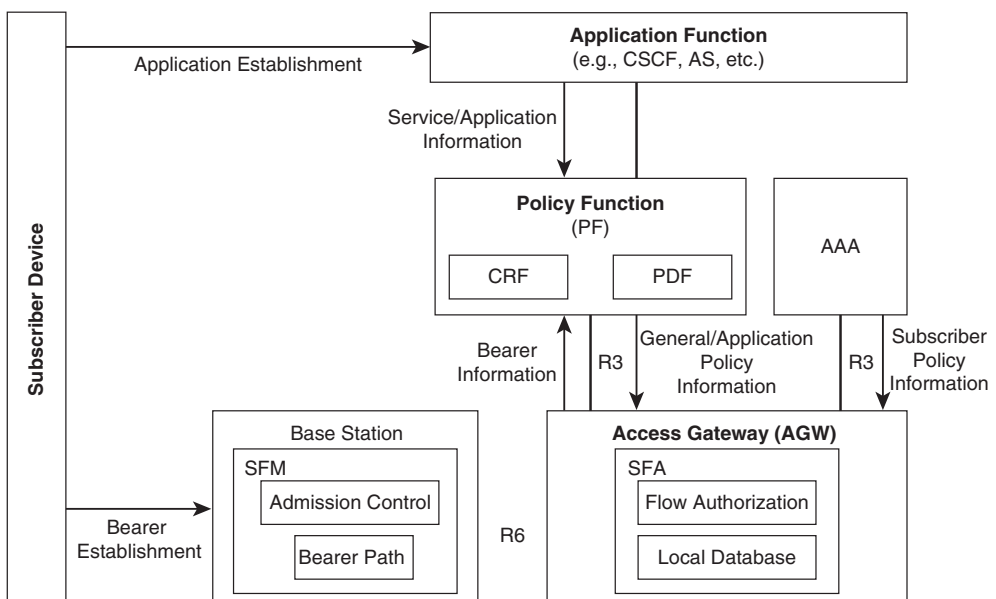 Subscriber Device
Application Establishment
Application Function
(e.g., CSCF, AS, etc.)
Service/Application
Information
Policy Function
(PF)
CRF
PDF
AAA
Bearer
Information
R3
General/Application
Policy
Information
R3
Subscriber
Policy
Information
Base Station
SFM
Admission Control
Bearer Path
Bearer
Establishment
R6
Access Gateway (AGW)
SFA
Flow Authorization
Local Database